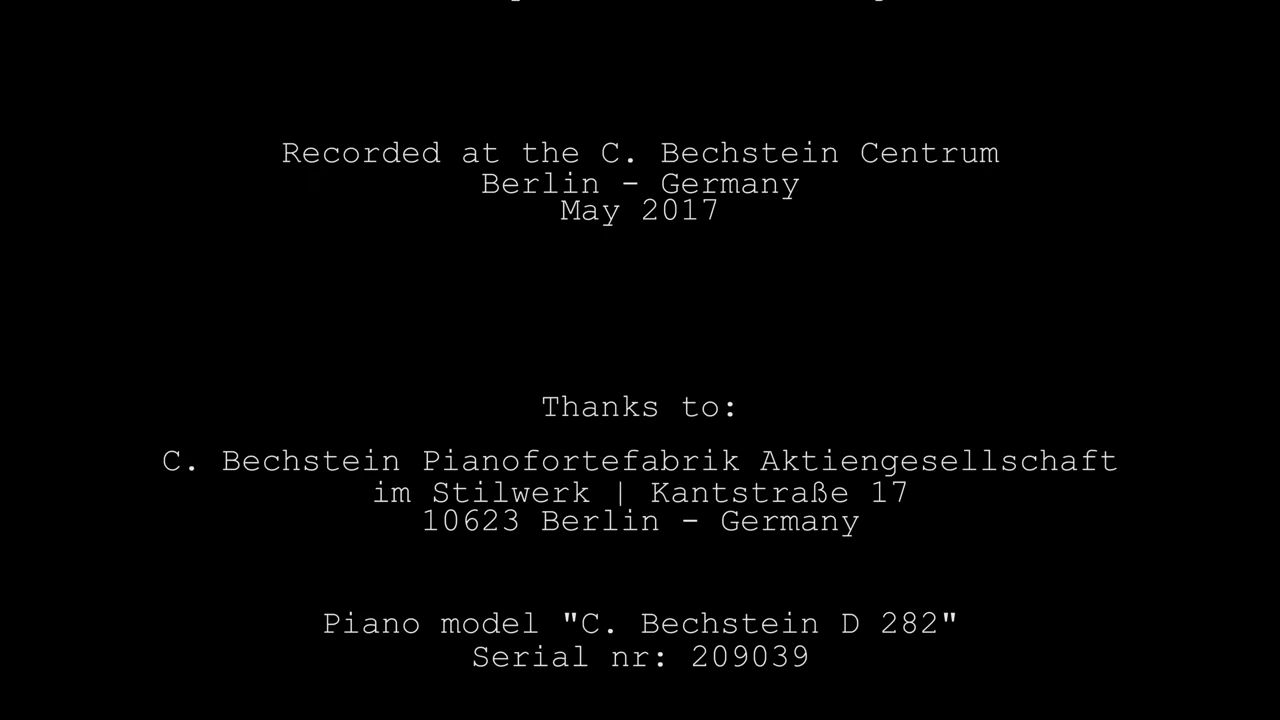 Recorded at the C. Bechstein Centrum
Berlin - Germany
May 2017
Thanks to:
C. Bechstein Pianofortefabrik Aktiengesellschaft
im Stilwerk | Kantstraße 17
10623 Berlin - Germany
Piano model "C. Bechstein D 282"
Serial nr: 209039